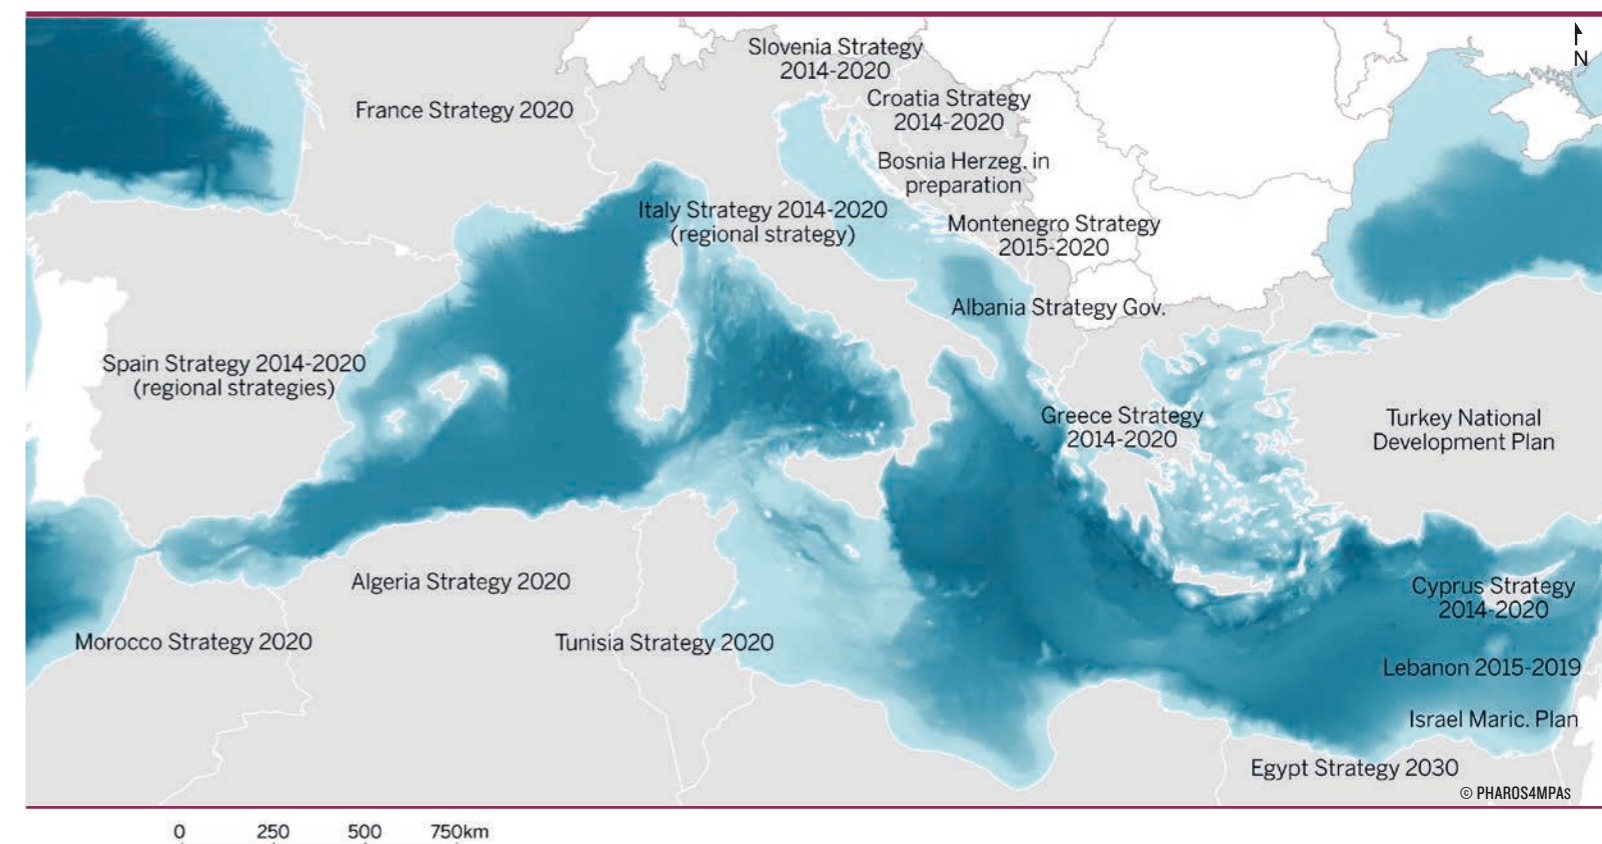 N
Slovenia Strategy
2014-2020
France Strategy 2020
Croatia Strategy
2014-2020
Bosnia Herzeg. in
preparation
Italy Strategy 2014-2020
(regional strategy)
Montenegro Strategy
2015-2020
Albania Strategy Gov.
Spain Strategy 2014-2020
(regional strategies)
Greece Strategy
2014-2020
Turkey National
Development Plan
Algeria Strategy 2020
Cyprus Strategy
2014-2020
Morocco Strategy 2020
Tunisia Strategy 2020
Lebanon 2015-2019
Israel Maric. Plan
Egypt Strategy 2030
© PHAROS4MPAs
0 250 500 750km